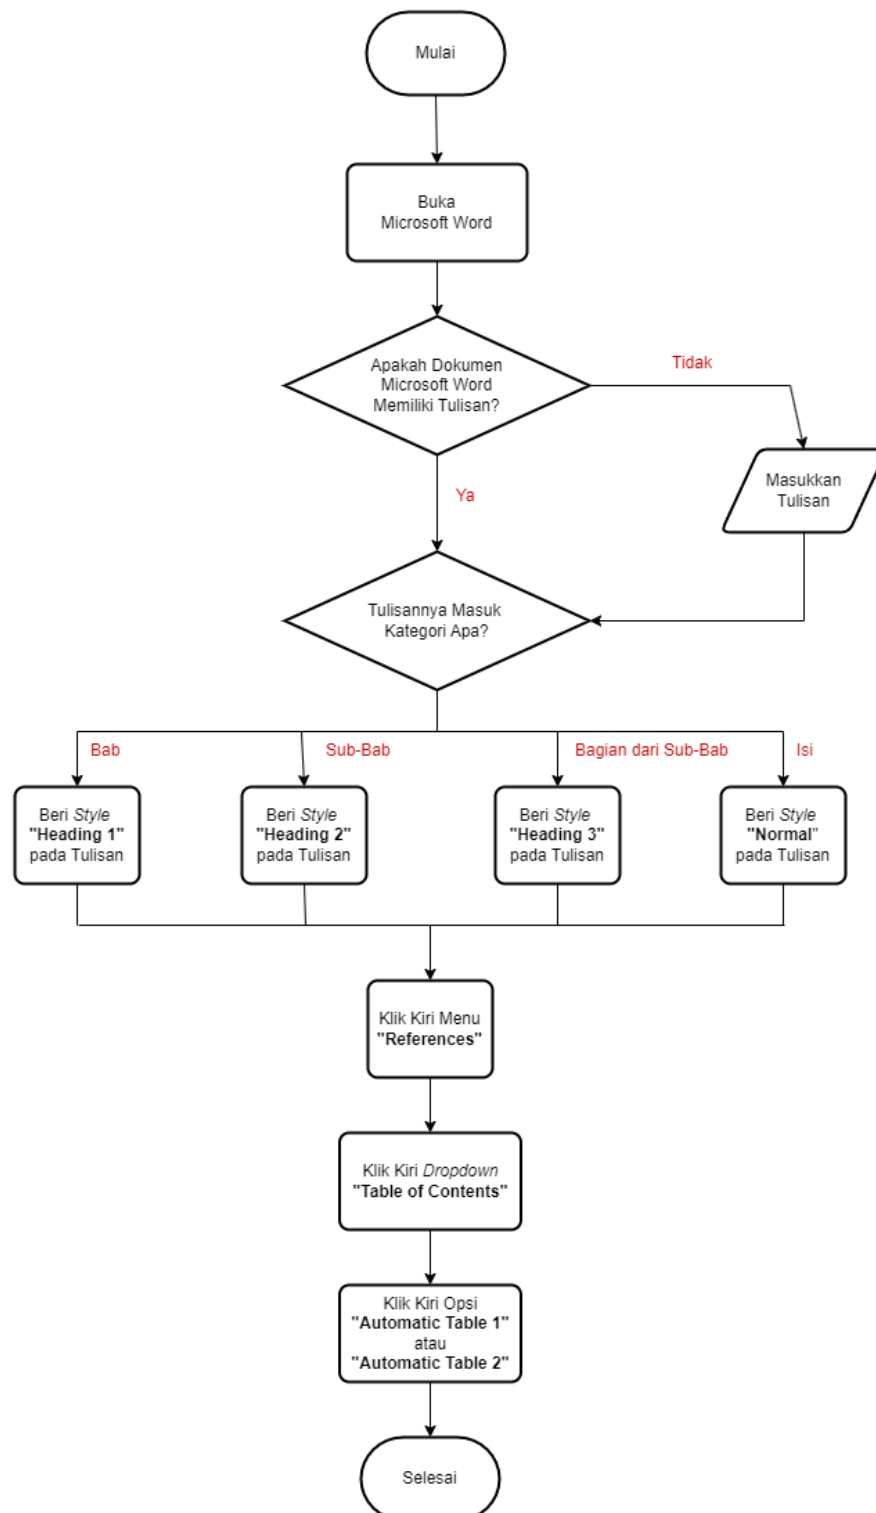 Mulai
Buka
Microsoft Word
Apakah Dokumen
Microsoft Word
Memiliki Tulisan?
Tidak
Masukkan
Tulisan
Ya
Tulisannya Masuk
Kategori Apa?
Bab
Sub-Bab
Bagian dari Sub-Bab
Isi
Beri Style
"Heading 1"
pada Tulisan
Beri Style
"Heading 2"
pada Tulisan
Beri Style
"Heading 3"
pada Tulisan
Beri Style
"Normal"
pada Tulisan
Klik Kiri Menu
"References"
Klik Kiri Dropdown
"Table of Contents"
Klik Kiri Opsi
"Automatic Table 1"
atau
"Automatic Table 2"
Selesai